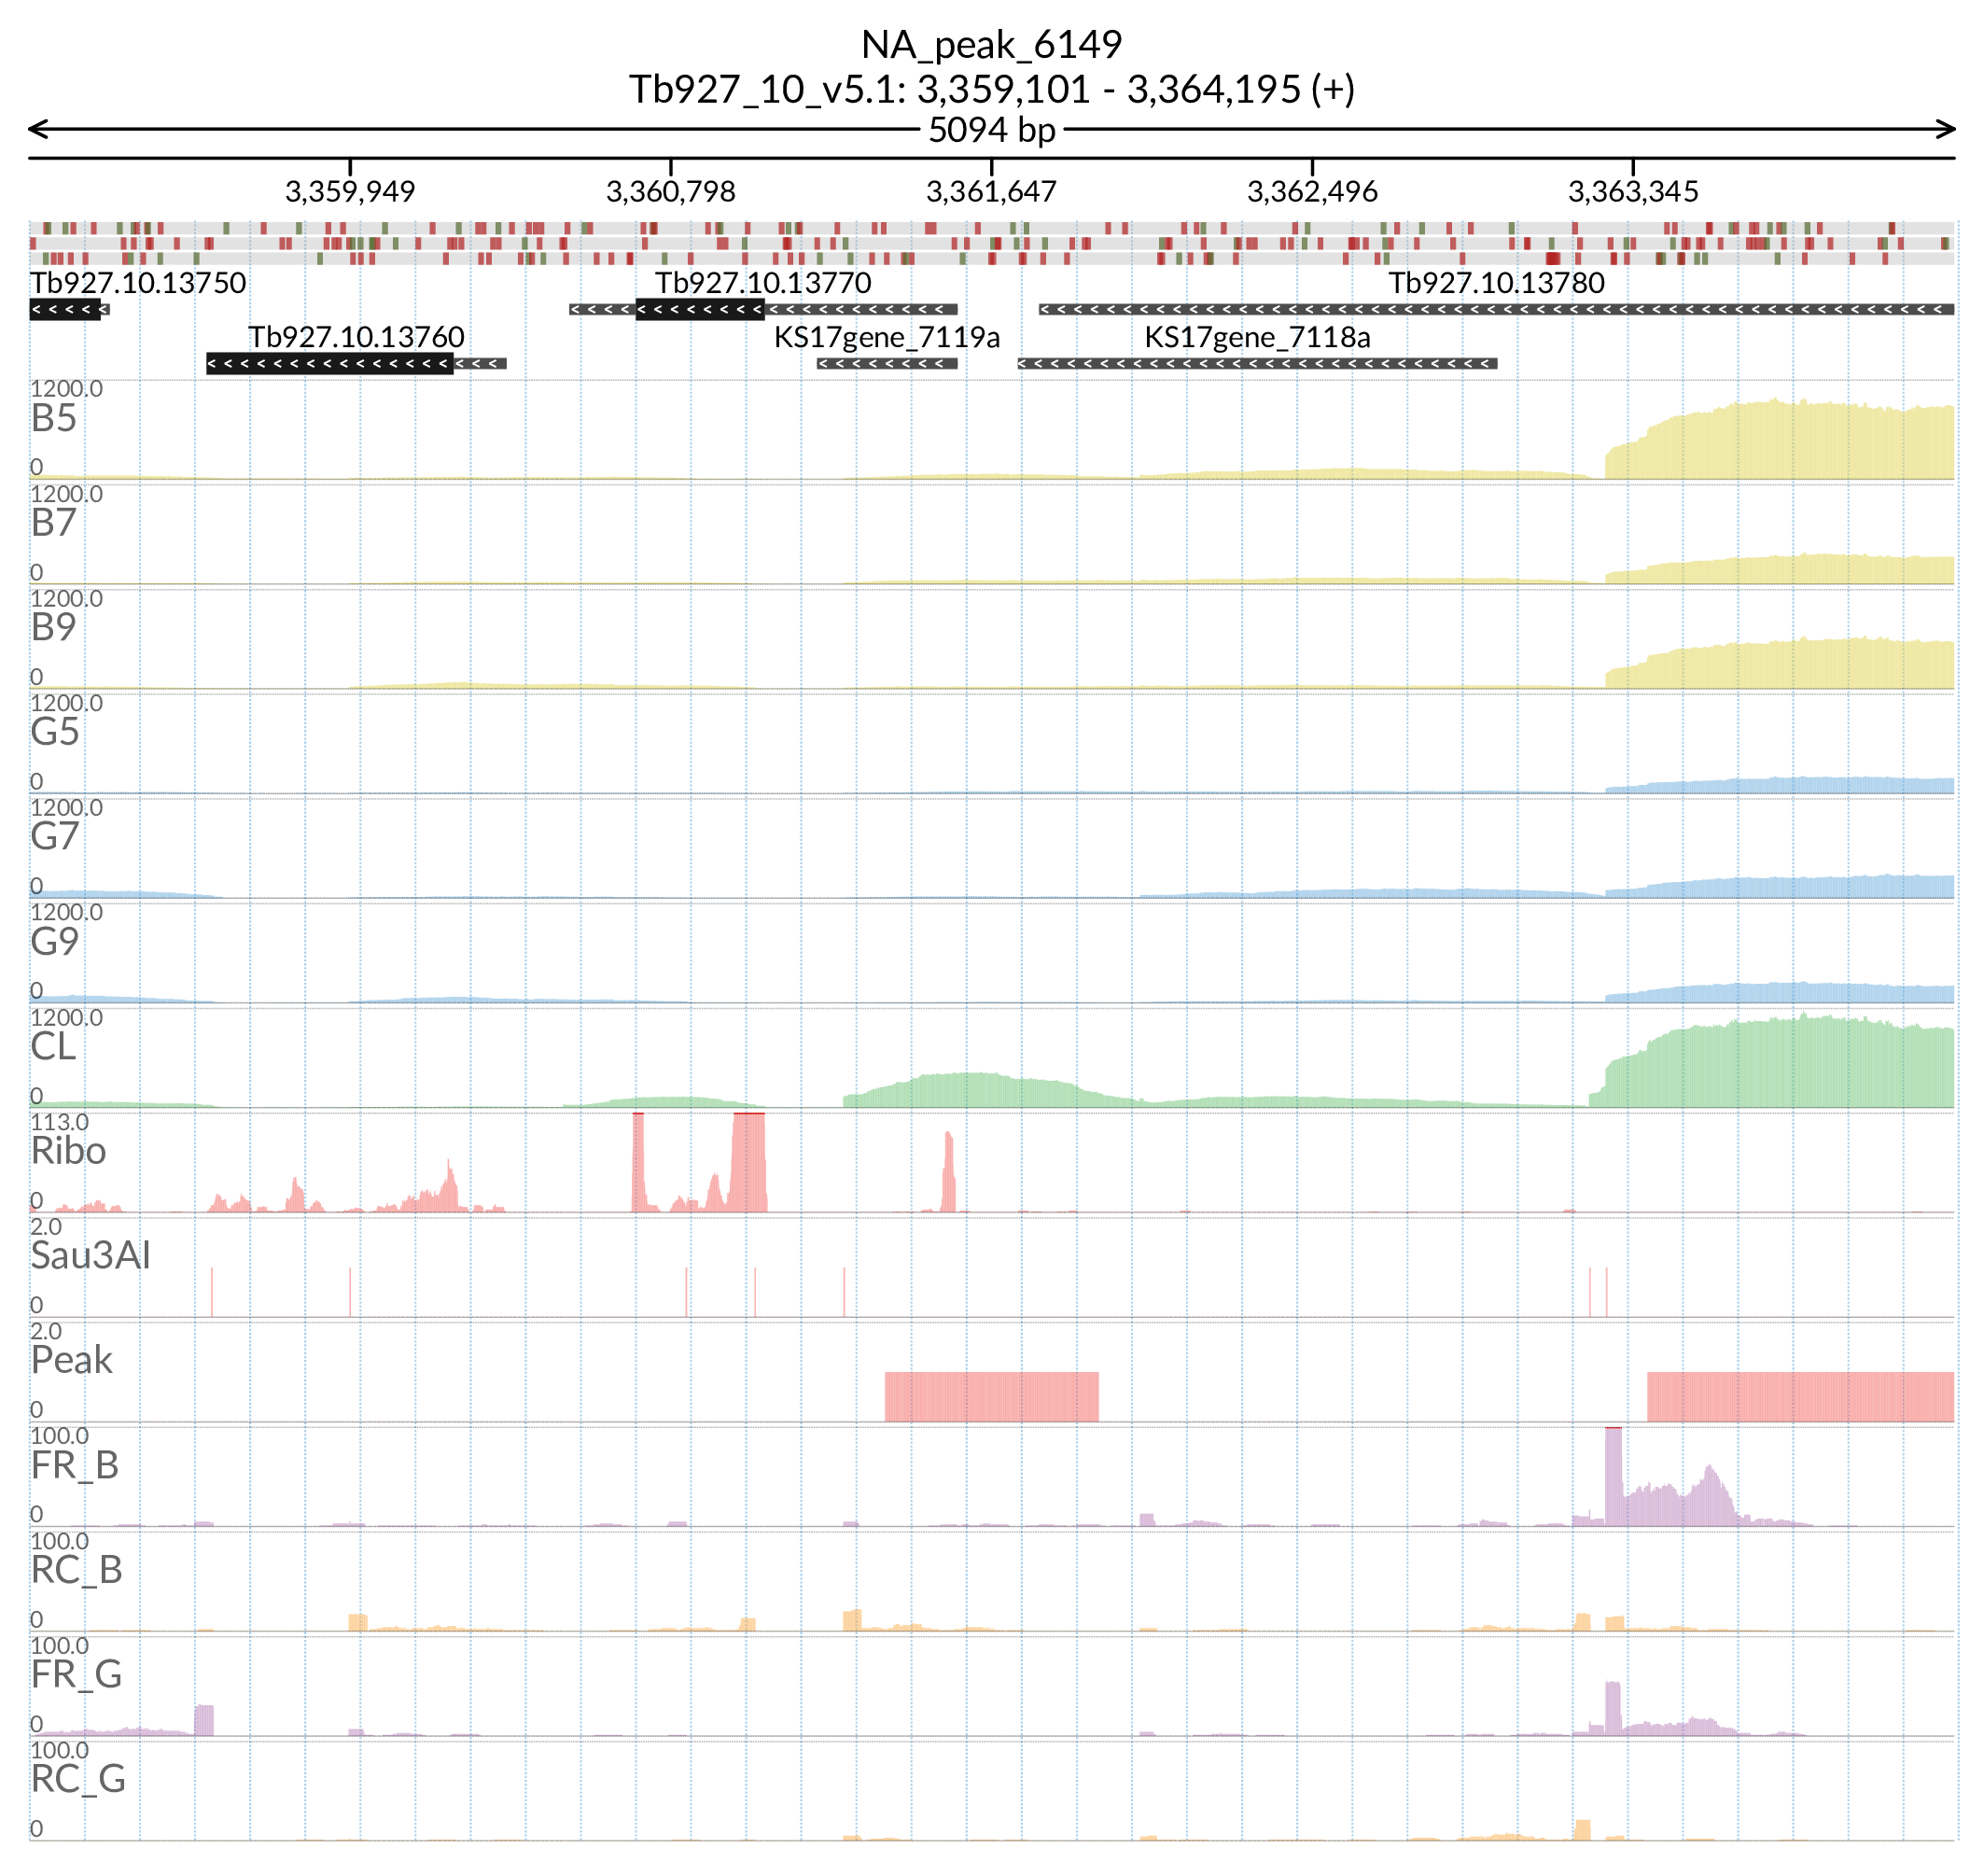 NA_peak_6149
Tb927_10_v5.1: 3,359,101 - 3,364,195 (+)
5094 bp
3,359,949 3,360,798 3,361,647 3,362,496 3,363,345
Tb927.10.13750 Tb927.10.13770 Tb927.10.13780
Tb927.10.13760 KS17gene_7119a KS17gene_7118a
1200.0
B5
0
1200.0
B7
0
1200.0
B9
0
1200.0
G5
0
1200.0
G7
0
1200.0
G9
0
1200.0
CL
0
113.0
Ribo
0
2.0
Sau3AI
0
2.0
Peak
0
100.0
FR_B
0
100.0
RC_B
0
100.0
FR_G
0
100.0
RC_G
0